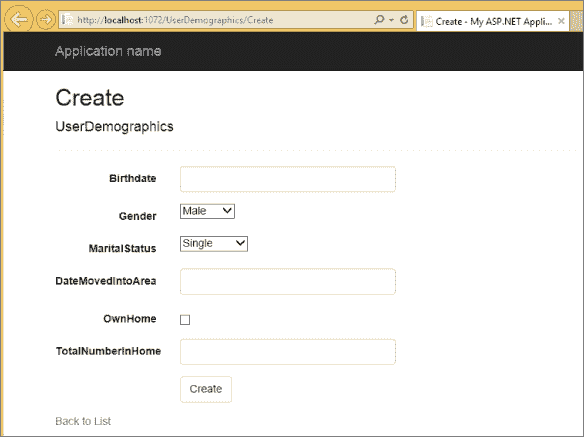 http://localhost:1072/UserDemographics/Create
Create - My ASP.NET Applic...
Application name
Create
UserDemographics
Birthdate
Gender Male
MaritalStatus Single
DateMovedIntoArea
OwnHome
TotalNumberInHome
Create
Back to List